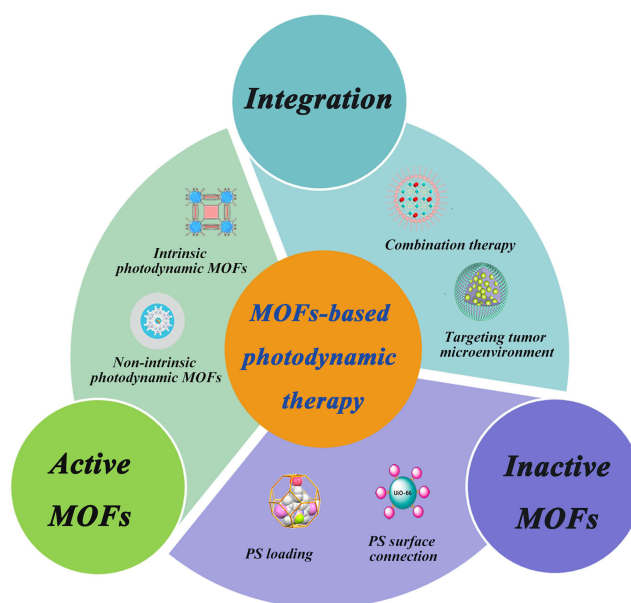 Integration
Intrinsic
photodynamic MOFs
Combination therapy
Non-intrinsic
photodynamic MOFs
Targeting tumor
microenvironment
MOFs-based
photodynamic
therapy
Active
MOFs
PS loading
UiO-66
PS surface
connection
Inactive
MOFs